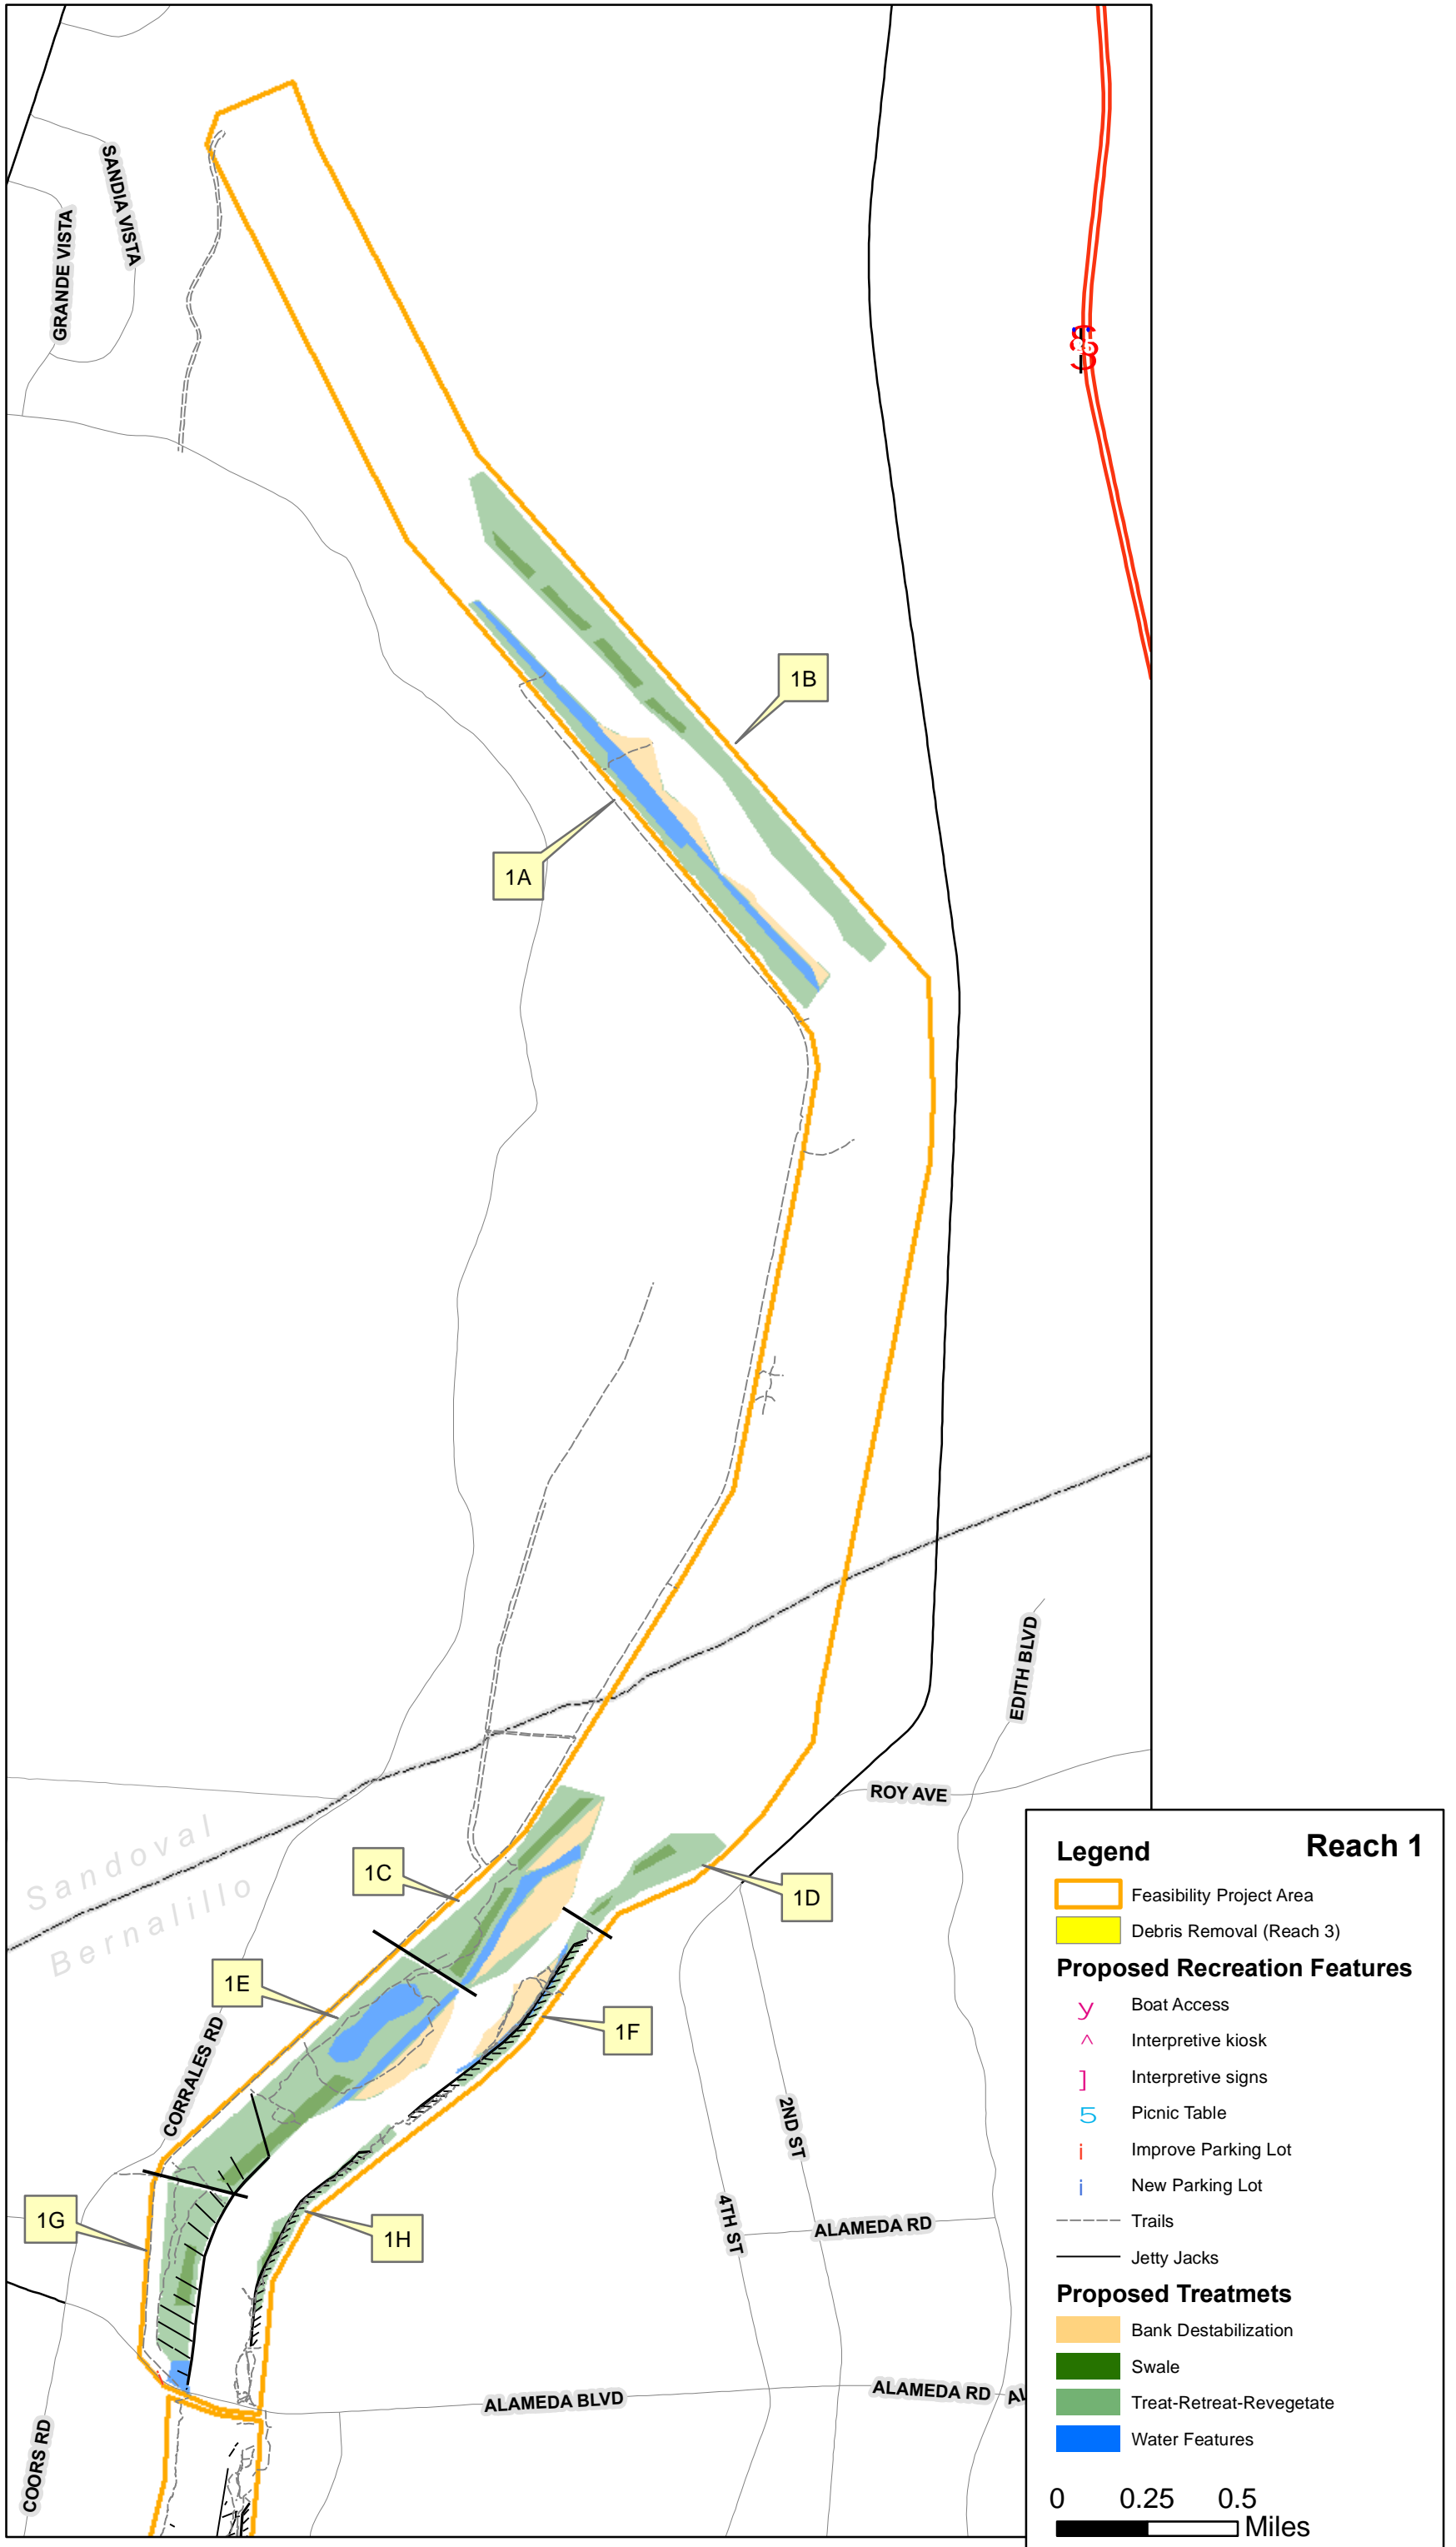 SANDIA VISTA
GRANDE VISTA
1B
1A
EDITH BLVD
ROY AVE
Sandoval
Bernalillo
1C
1D
1E
1F
CORRALES RD
2ND ST
4TH ST
ALAMEDA RD
1G
1H
ALAMEDA BLVD
ALAMEDA RD
AL
COORS RD
Legend
Reach 1
Feasibility Project Area
Debris Removal (Reach 3)
Proposed Recreation Features
y Boat Access
^ Interpretive kiosk
] Interpretive signs
5 Picnic Table
i Improve Parking Lot
i New Parking Lot
Trails
Jetty Jacks
Proposed Treatmets
Bank Destabilization
Swale
Treat-Retreat-Revegetate
Water Features
0 0.25 0.5
Miles